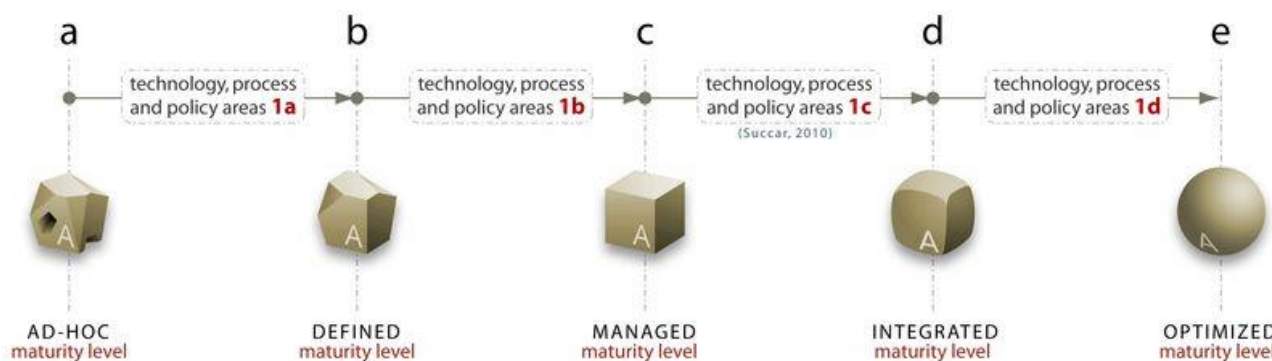 a
b
c
d
e
technology, process
and policy areas 1a
technology, process
and policy areas 1b
technology, process
and policy areas 1c
(Succar, 2010)
technology, process
and policy areas 1d
A
A
A
A
A
AD-HOC
maturity level
DEFINED
maturity level
MANAGED
maturity level
INTEGRATED
maturity level
OPTIMIZED
maturity level